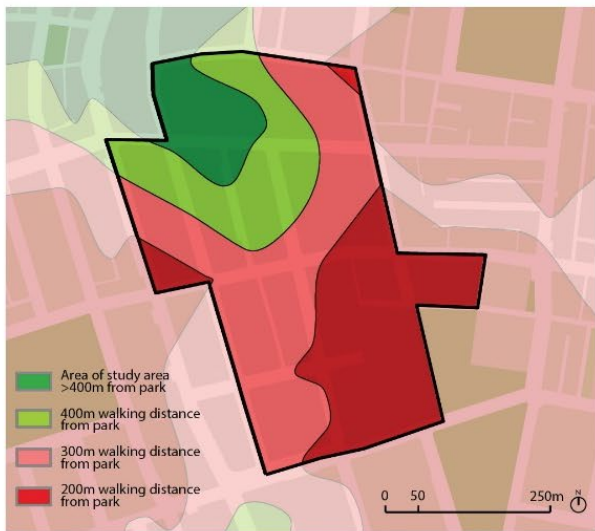 Area of study area
>400m from park
400m walking distance
from park
300m walking distance
from park
200m walking distance
from park
0 50 250m N